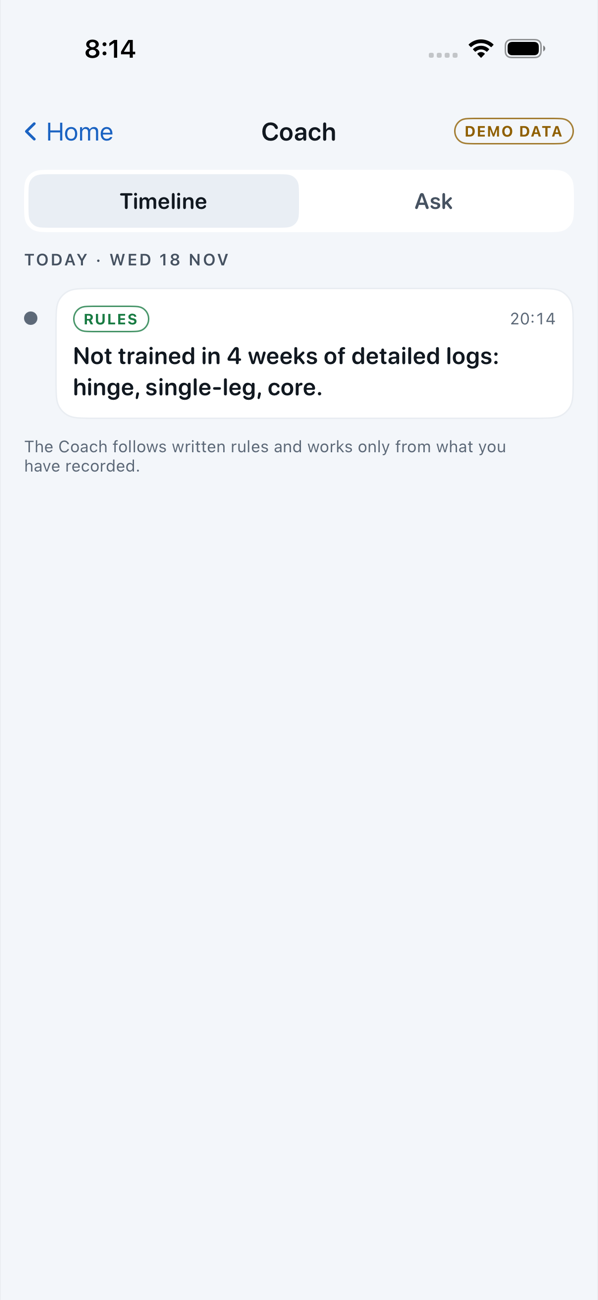 8:14
Home
Coach
DEMO DATA
Timeline
Ask
TODAY · WED 18 NOV
RULES
20:14
Not trained in 4 weeks of detailed logs:
hinge, single-leg, core.
The Coach follows written rules and works only from what you
have recorded.